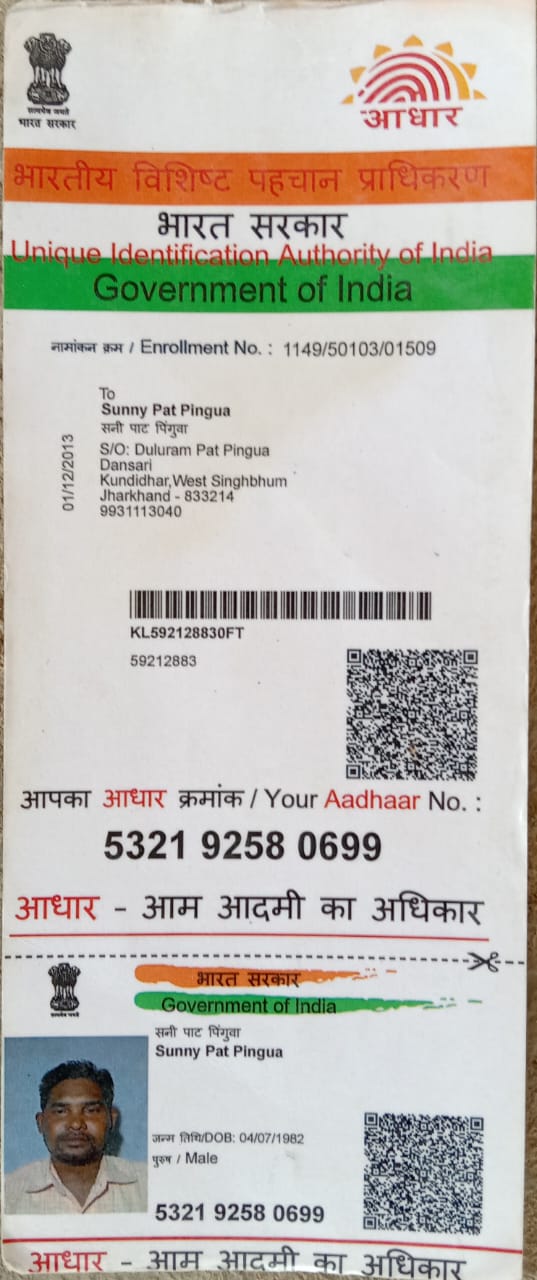 सत्यमेव जयते
भारत सरकार
आधार
भारतीय विशिष्ट पहचान प्राधिकरण
भारत सरकार
Unique Identification Authority of India
Government of India
नामांकन क्रम / Enrollment No. : 1149/50103/01509
To
Sunny Pat Pingua
सनी पाट पिंगुवा
S/O: Duluram Pat Pingua
Dansari
Kundidhar,West Singhbhum
Jharkhand - 833214
9931113040
01/12/2013
KL592128830FT
59212883
आपका आधार क्रमांक / Your Aadhaar No. :
5321 9258 0699
आधार - आम आदमी का अधिकार
भारत सरकार
Government of India
सनी पाट पिंगुवा
Sunny Pat Pingua
जन्म तिथि/DOB: 04/07/1982
पुरुष / Male
5321 9258 0699
आधार - आम आदमी का अधिकार